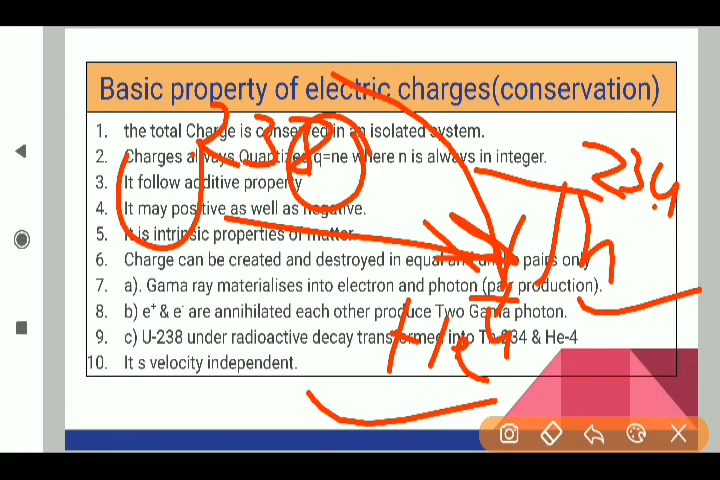 Basic property of electric charges(conservation)
1. the total Charge is conserved in an isolated system.
2. Charges always Quantized q=ne where n is always in integer.
3. It follow additive property
4. It may positive as well as negative.
5. It is intrinsic properties of matter.
6. Charge can be created and destroyed in equal and unlike pairs only
7. a). Gama ray materialises into electron and photon (pair production).
8. b) e⁺ & e⁻ are annihilated each other produce Two Gama photon.
9. c) U-238 under radioactive decay transformed into Th-234 & He-4
10. It s velocity independent.
U 238
Th 234
+
He 4